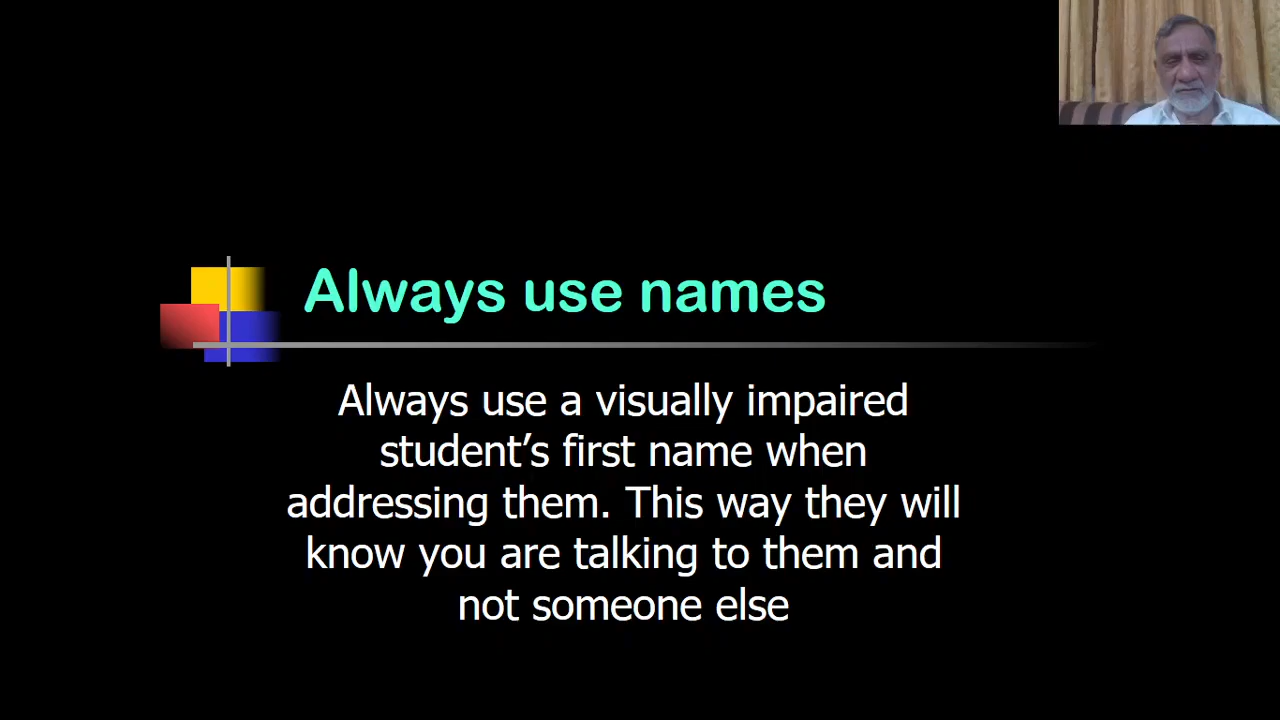 Always use names
Always use a visually impaired
student’s first name when
addressing them. This way they will
know you are talking to them and
not someone else